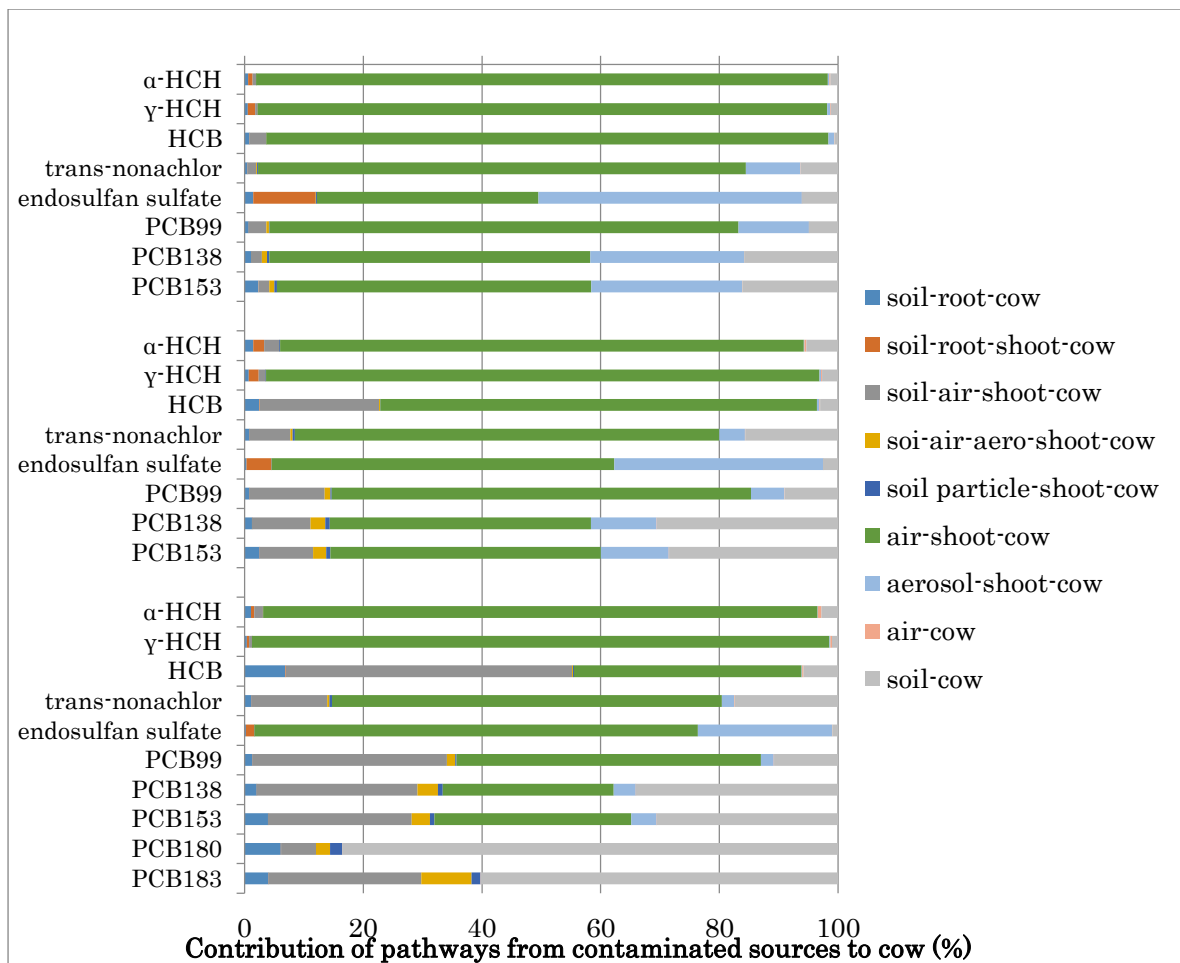 α-HCH
γ-HCH
HCB
trans-nonachlor
endosulfan sulfate
PCB99
PCB138
PCB153
α-HCH
γ-HCH
HCB
trans-nonachlor
endosulfan sulfate
PCB99
PCB138
PCB153
α-HCH
γ-HCH
HCB
trans-nonachlor
endosulfan sulfate
PCB99
PCB138
PCB153
PCB180
PCB183
0 20 40 60 80 100
Contribution of pathways from contaminated sources to cow (%)
soil-root-cow
soil-root-shoot-cow
soil-air-shoot-cow
soi-air-aero-shoot-cow
soil particle-shoot-cow
air-shoot-cow
aerosol-shoot-cow
air-cow
soil-cow